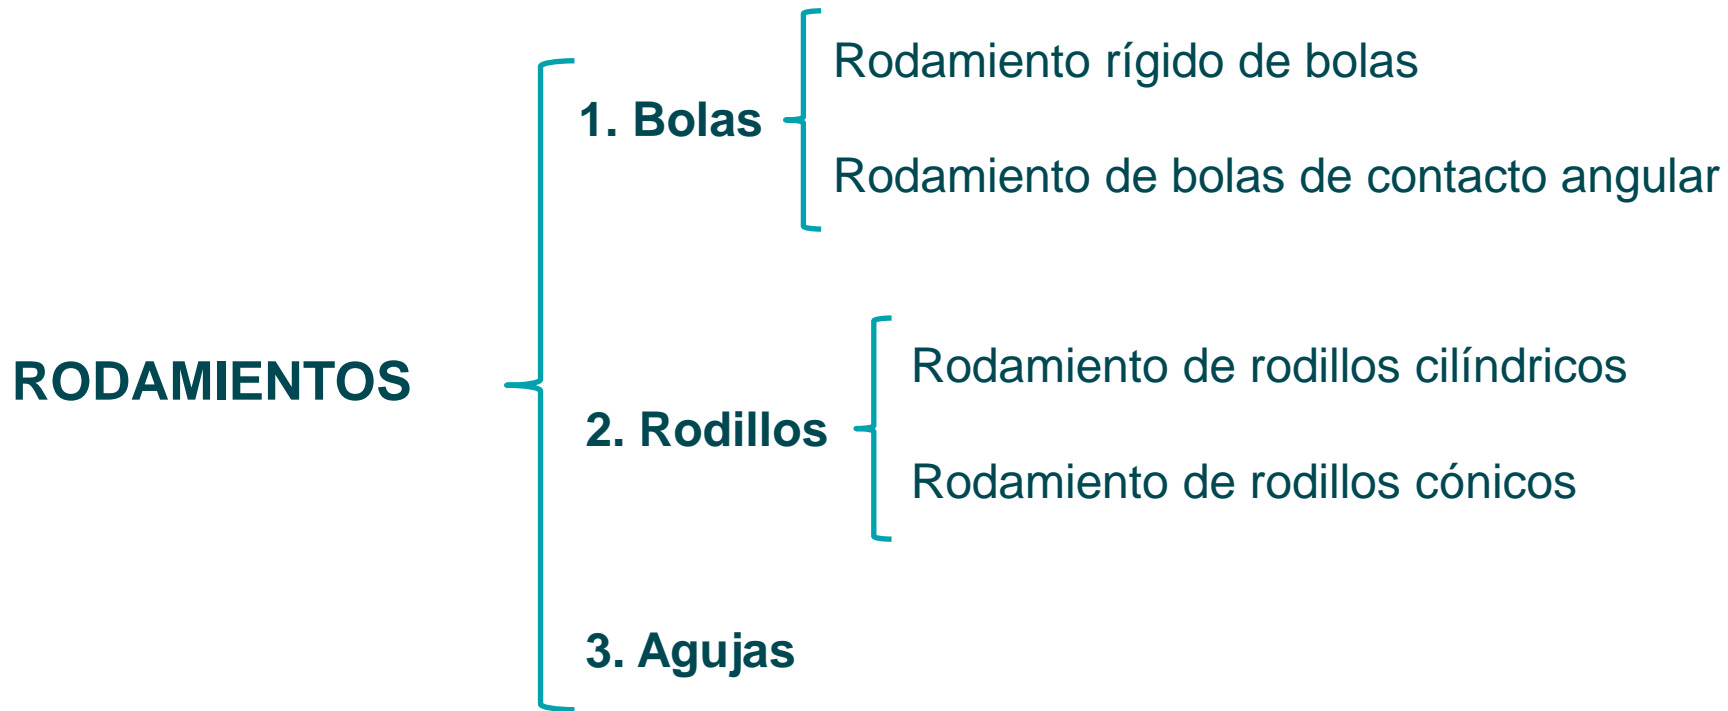 RODAMIENTOS
1. Bolas
Rodamiento rígido de bolas
Rodamiento de bolas de contacto angular
2. Rodillos
Rodamiento de rodillos cilíndricos
Rodamiento de rodillos cónicos
3. Agujas